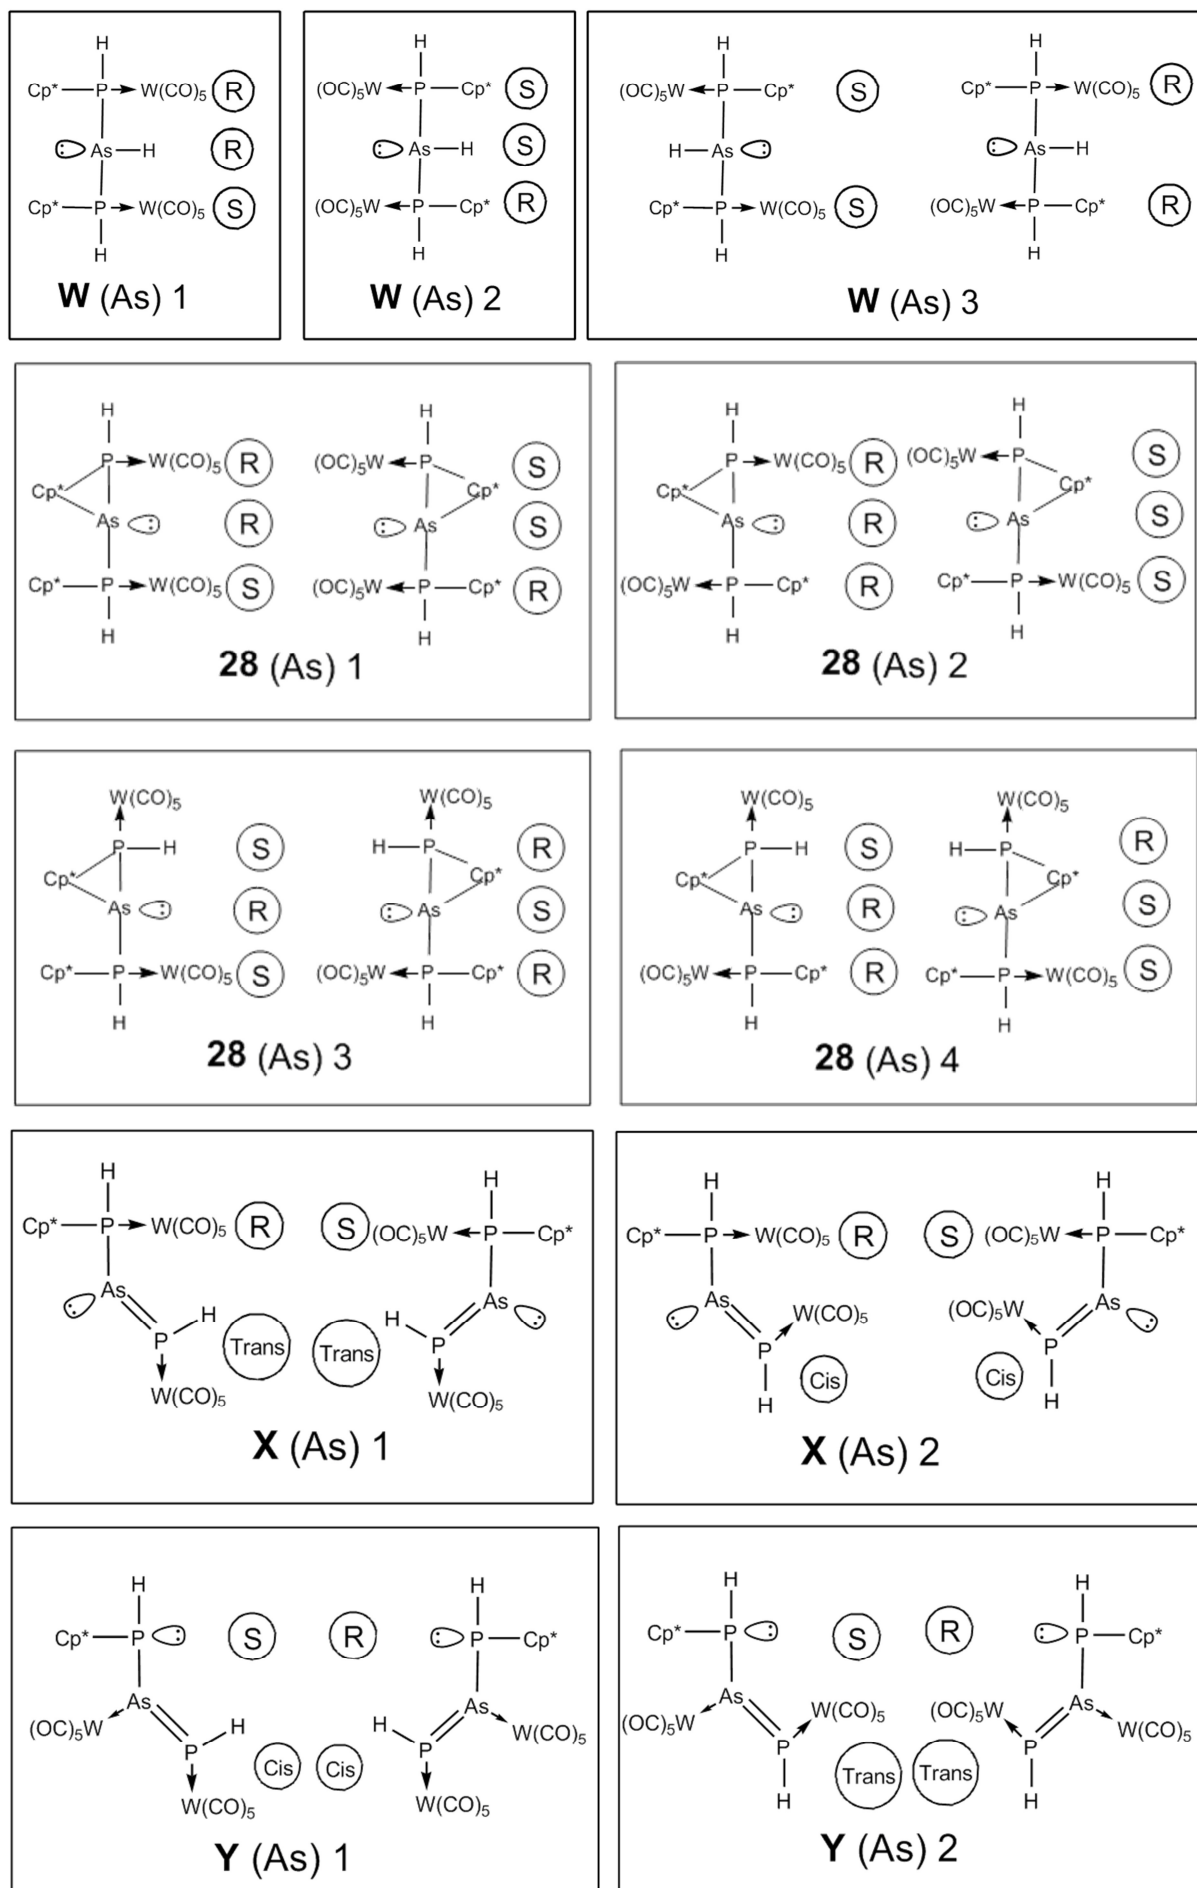 H
Cp* P W(CO)5 R
As H R
Cp* P W(CO)5 S
H
W (As) 1
H
(OC)5W P Cp* S
As H S
(OC)5W P Cp* R
H
W (As) 2
H H
(OC)5W P Cp* S Cp* P W(CO)5 R
H As As H
Cp* P W(CO)5 S (OC)5W P Cp* R
H H
W (As) 3
H H
P W(CO)5 R (OC)5W P S
Cp* Cp*
As R As S
Cp* P W(CO)5 S (OC)5W P Cp* R
H H
28 (As) 1
H H
P W(CO)5 R (OC)5W P S
Cp* Cp*
As R As S
(OC)5W P Cp* R Cp* P W(CO)5 S
H H
28 (As) 2
W(CO)5 W(CO)5
P H S H P R
Cp* Cp*
As R As S
Cp* P W(CO)5 S (OC)5W P Cp* R
H H
28 (As) 3
W(CO)5 W(CO)5
P H S H P R
Cp* Cp*
As R As S
(OC)5W P Cp* R Cp* P W(CO)5 S
H H
28 (As) 4
H H
Cp* P W(CO)5 R S (OC)5W P Cp*
As As
H H
P Trans Trans P
W(CO)5 W(CO)5
X (As) 1
H H
Cp* P W(CO)5 R S (OC)5W P Cp*
As As
W(CO)5 (OC)5W
P Cis Cis P
H H
X (As) 2
H H
Cp* P S R P Cp*
As As
(OC)5W H H W(CO)5
P Cis Cis P
W(CO)5 W(CO)5
Y (As) 1
H H
Cp* P S R P Cp*
As As
(OC)5W W(CO)5 (OC)5W W(CO)5
P Trans Trans P
H H
Y (As) 2